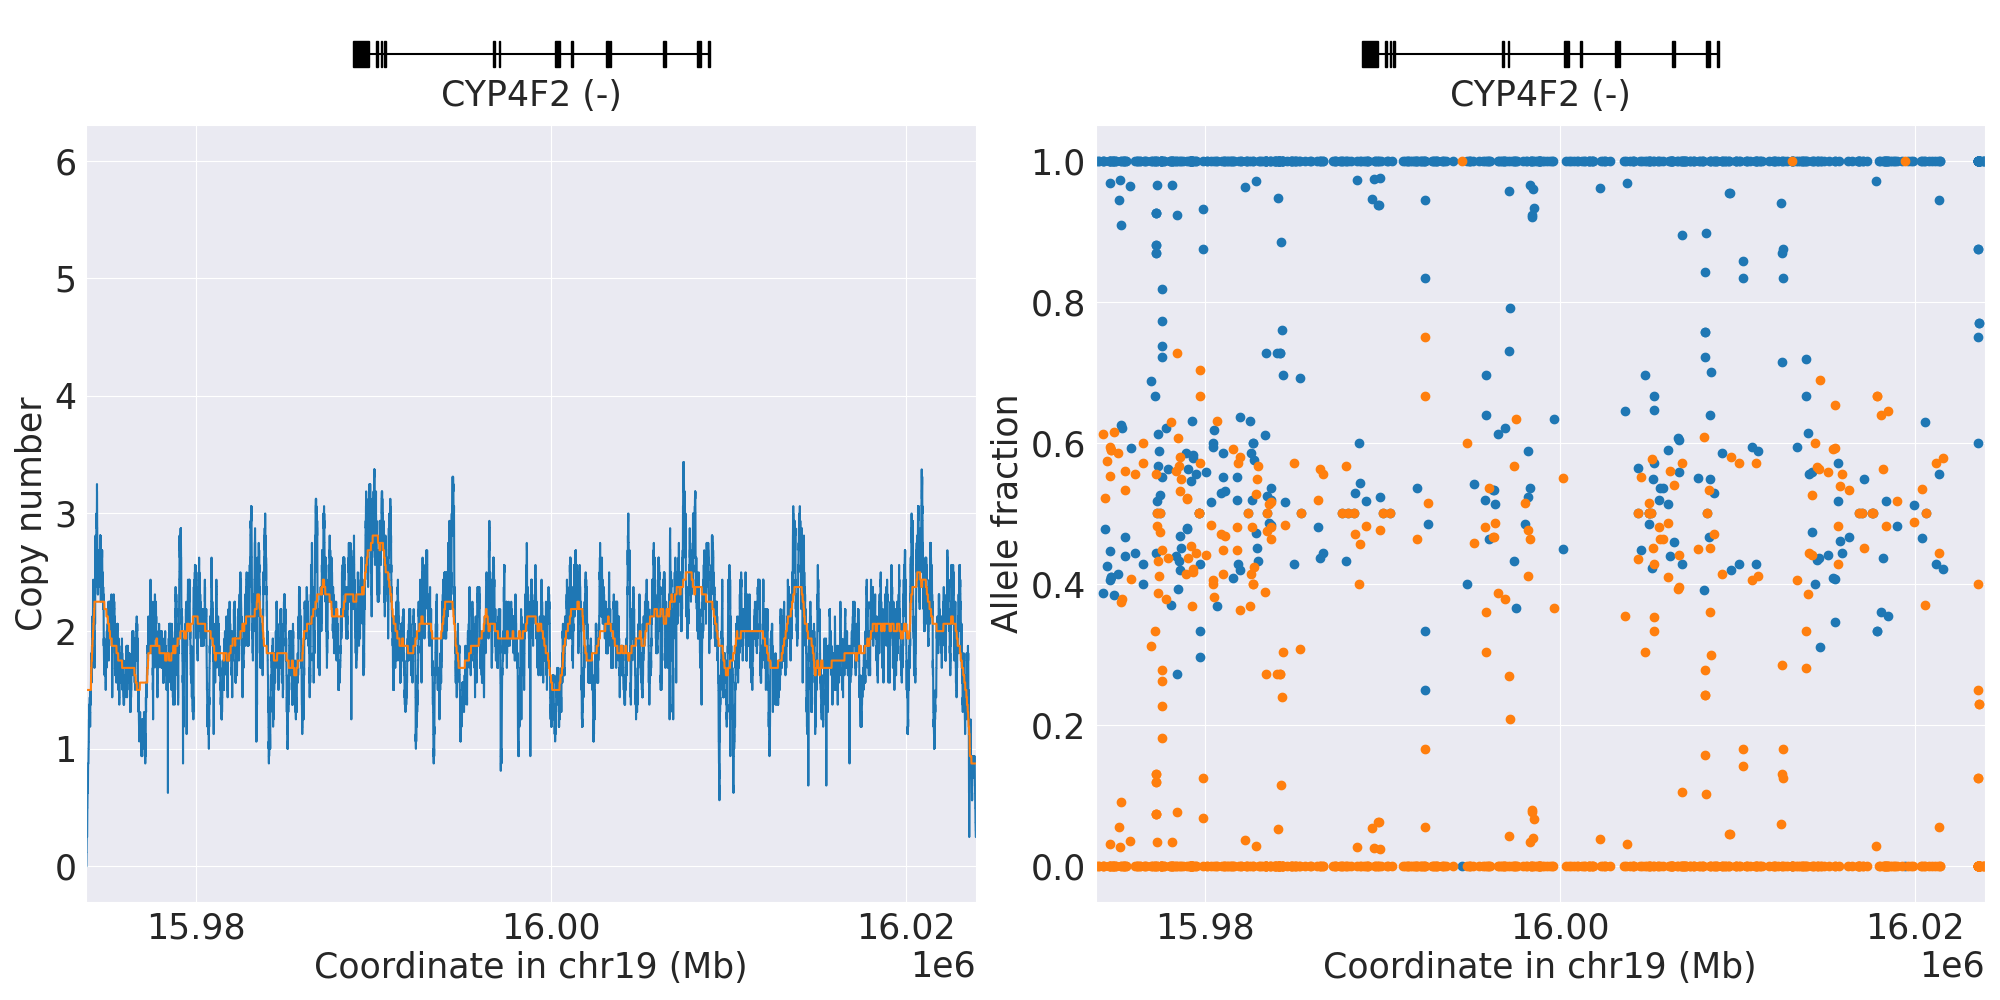 CYP4F2 (-)
6
5
4
3
2
1
0
Copy number
15.98
16.00
16.02
Coordinate in chr19 (Mb)
1e6
CYP4F2 (-)
1.0
0.8
0.6
0.4
0.2
0.0
Allele fraction
15.98
16.00
16.02
Coordinate in chr19 (Mb)
1e6